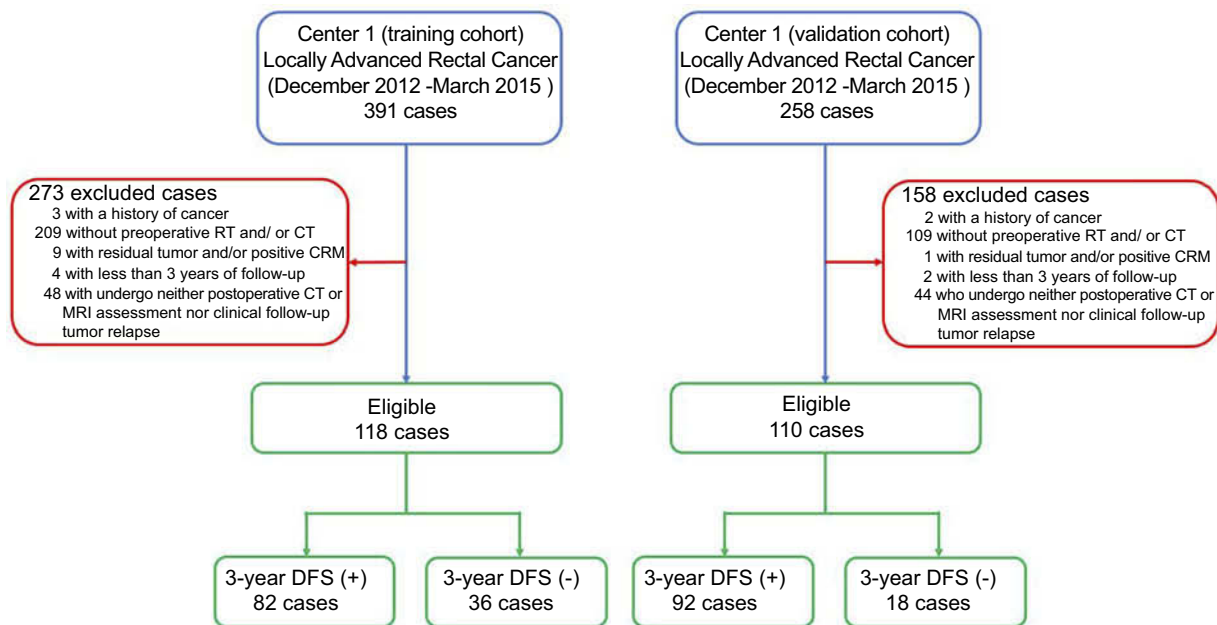 Center 1 (training cohort)
Locally Advanced Rectal Cancer
(December 2012 -March 2015 )
391 cases
Center 1 (validation cohort)
Locally Advanced Rectal Cancer
(December 2012 -March 2015 )
258 cases
273 excluded cases
3 with a history of cancer
209 without preoperative RT and/ or CT
9 with residual tumor and/or positive CRM
4 with less than 3 years of follow-up
48 with undergo neither postoperative CT or
MRI assessment nor clinical follow-up
tumor relapse
158 excluded cases
2 with a history of cancer
109 without preoperative RT and/ or CT
1 with residual tumor and/or positive CRM
2 with less than 3 years of follow-up
44 who undergo neither postoperative CT or
MRI assessment nor clinical follow-up
tumor relapse
Eligible
118 cases
Eligible
110 cases
3-year DFS (+)
82 cases
3-year DFS (-)
36 cases
3-year DFS (+)
92 cases
3-year DFS (-)
18 cases